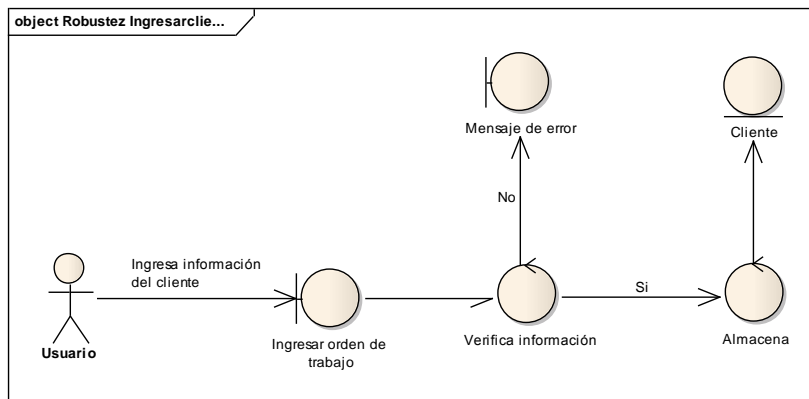 object Robustez Ingresarclie...
Mensaje de error
Cliente
No
Ingresa información
del cliente
Si
Usuario
Ingresar orden de
trabajo
Verifica información
Almacena